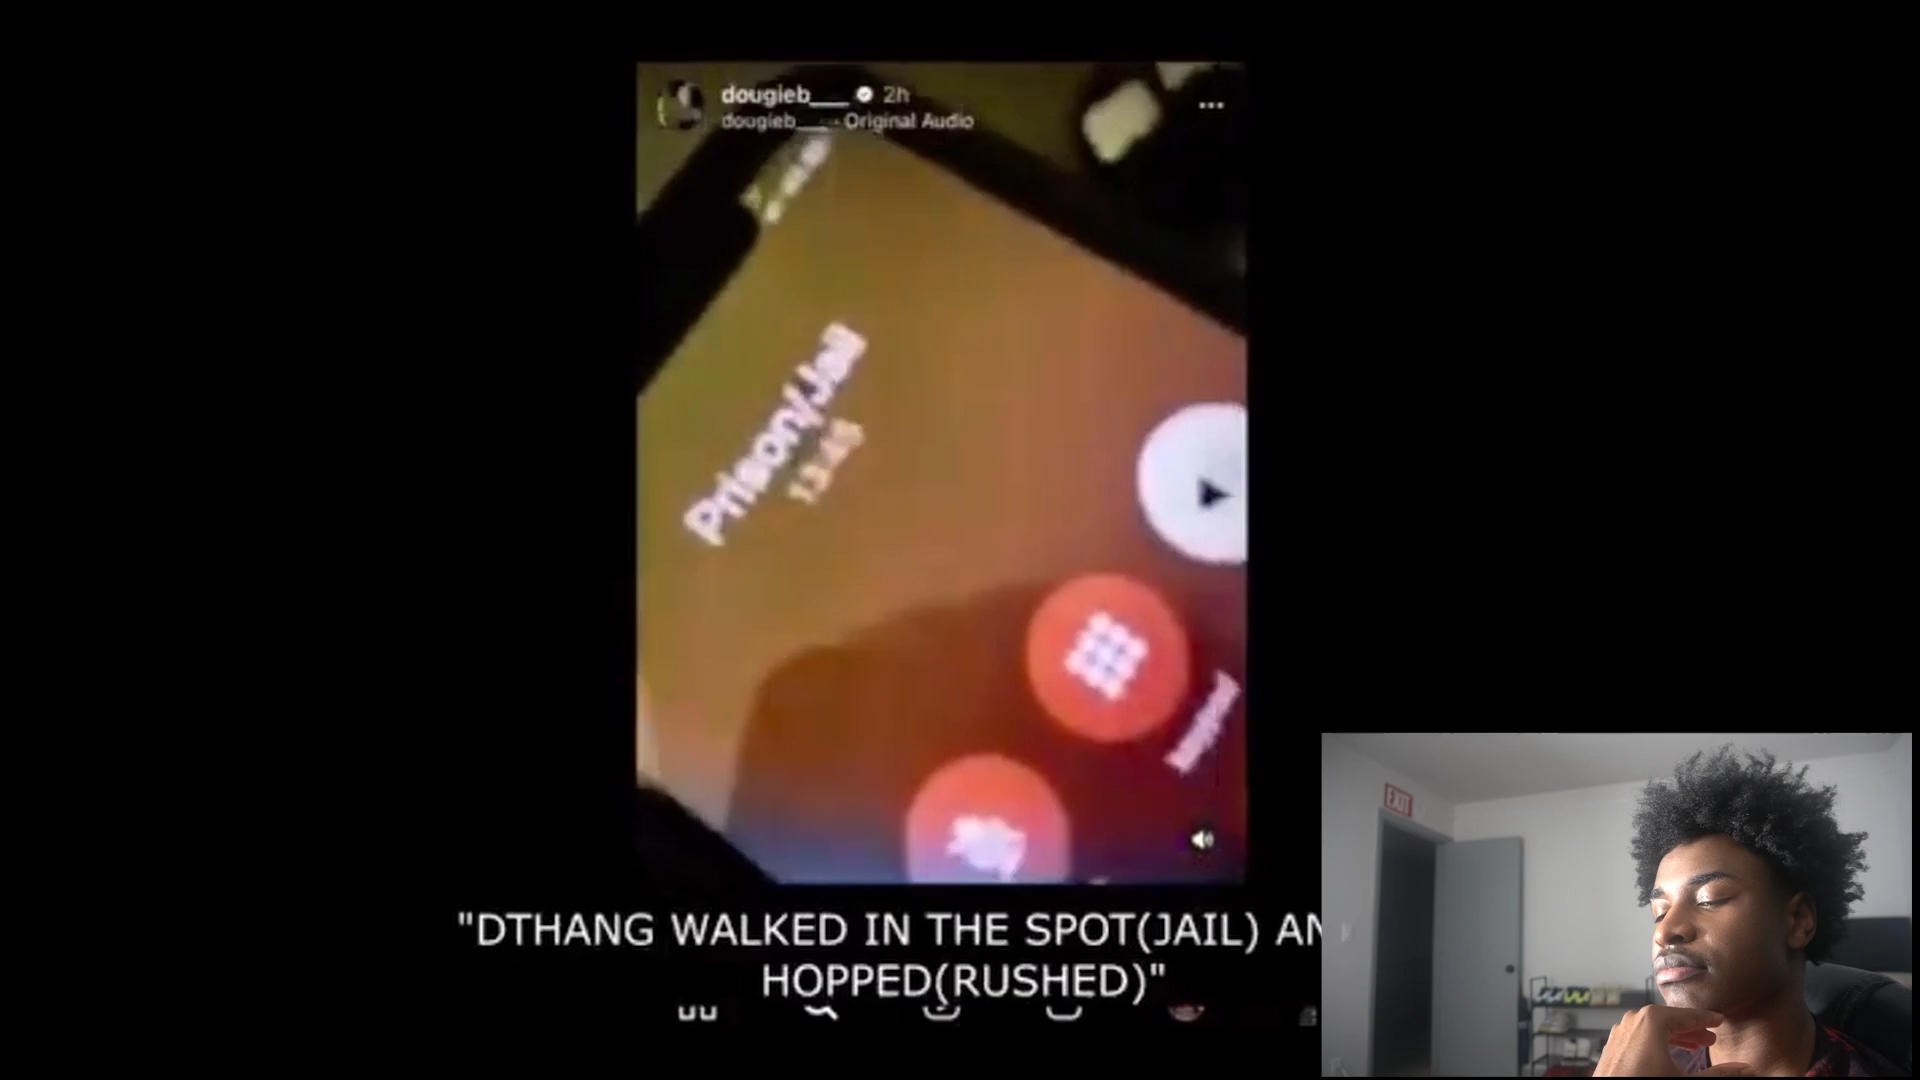 dougieb___ 2h
dougieb___ · Original Audio
Prison/Jail
EXIT
"DTHANG WALKED IN THE SPOT(JAIL) AN
HOPPED(RUSHED)"